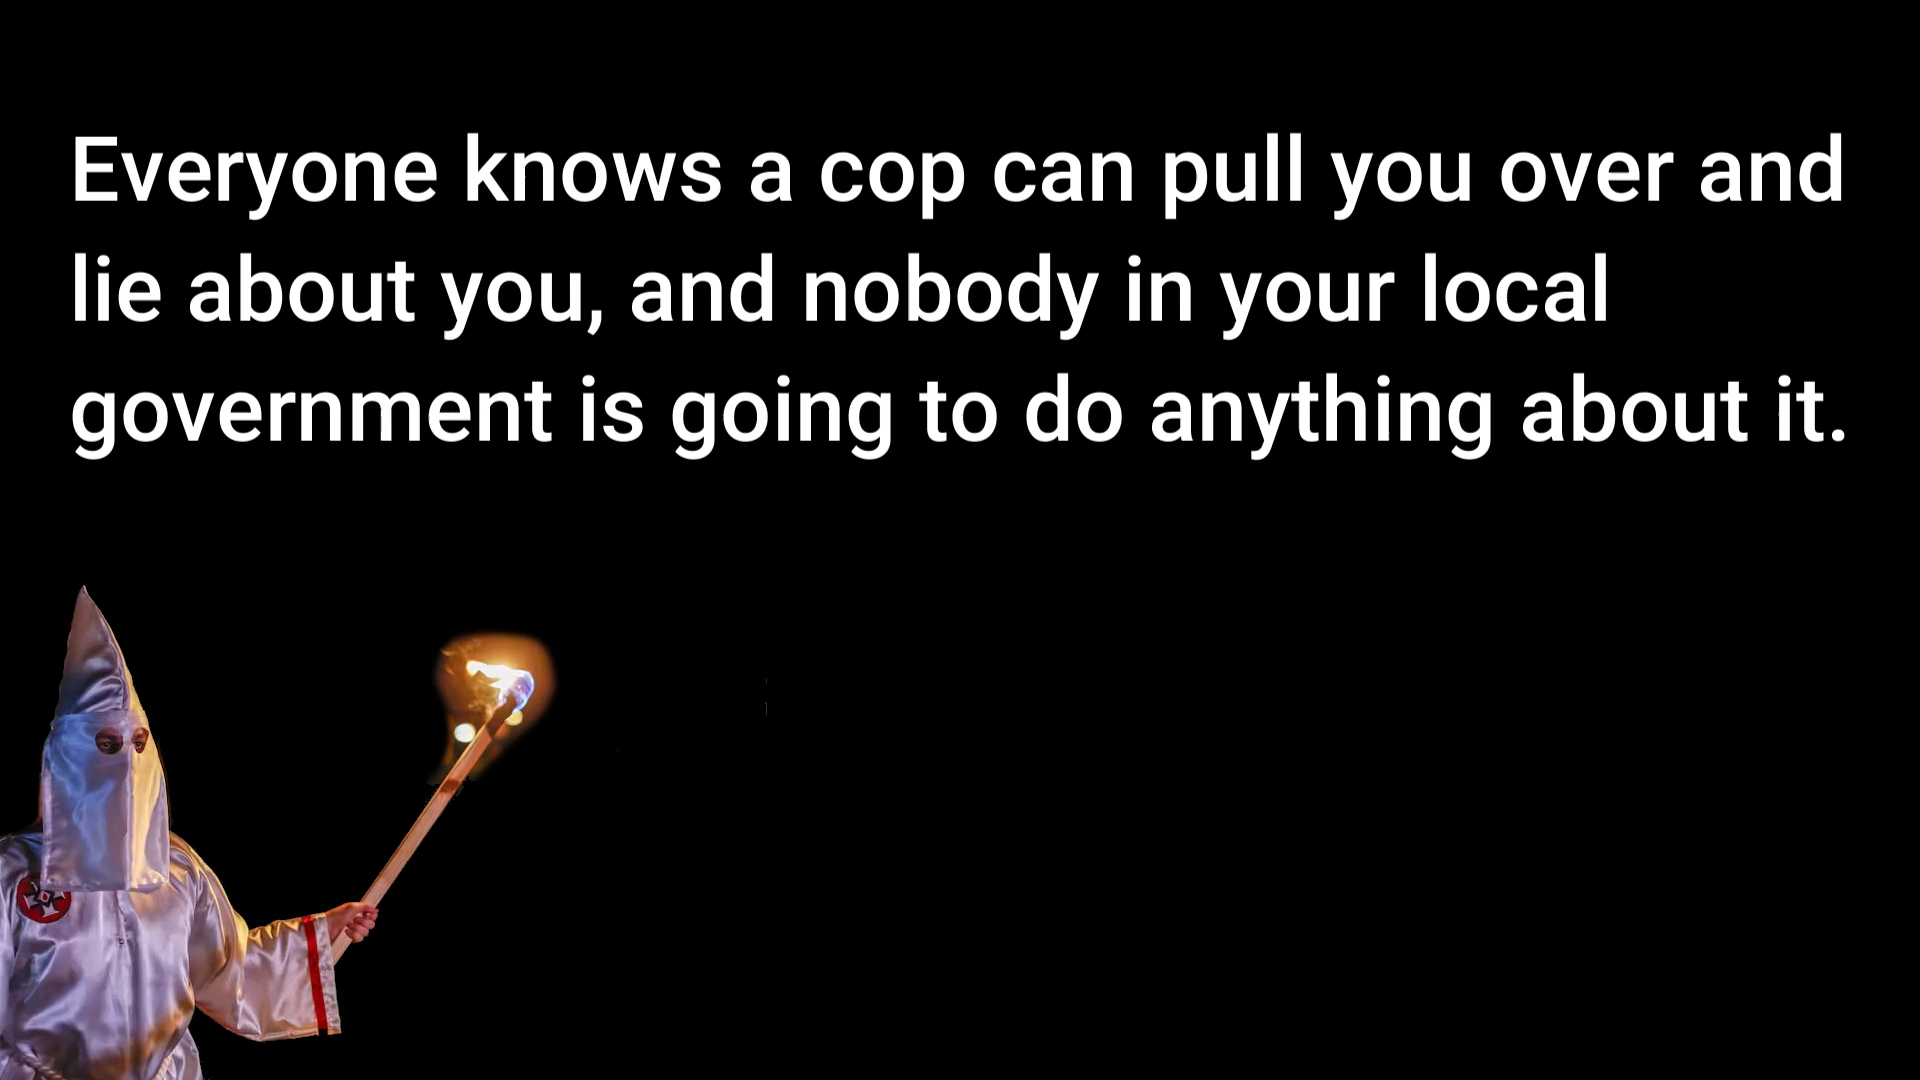 Everyone knows a cop can pull you over and
lie about you, and nobody in your local
government is going to do anything about it.